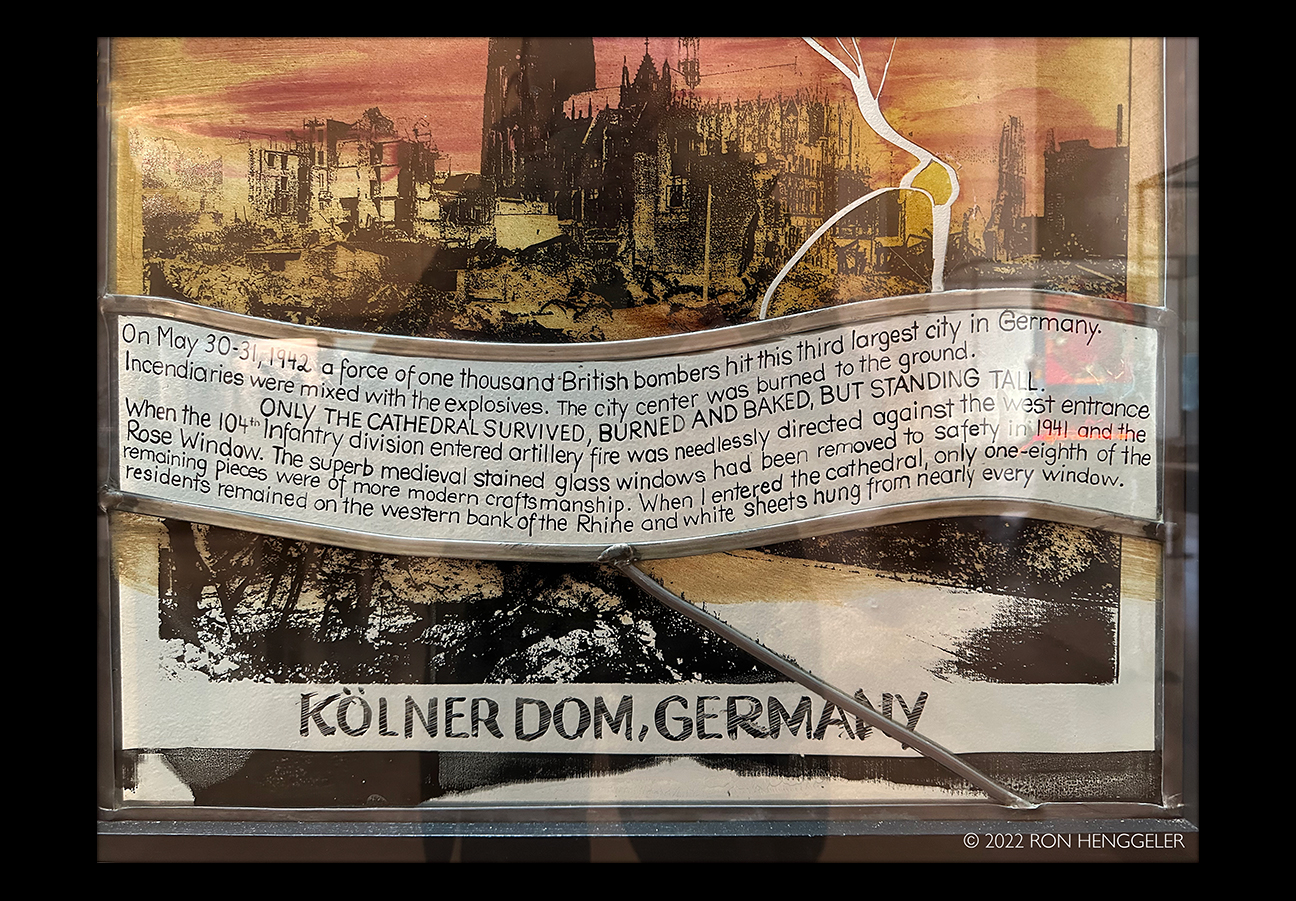 On May 30-31, 1942 a force of one thousand British bombers hit this third largest city in Germany.
Incendiaries were mixed with the explosives. The city center was burned to the ground.
ONLY THE CATHEDRAL SURVIVED, BURNED AND BAKED, BUT STANDING TALL.
When the 104th Infantry division entered artillery fire was needlessly directed against the west entrance
Rose Window. The superb medieval stained glass windows had been removed to safety in 1941 and the
remaining pieces were of more modern craftsmanship. When I entered the cathedral, only one-eighth of the
residents remained on the western bank of the Rhine and white sheets hung from nearly every window.
KÖLNER DOM, GERMANY
© 2022 RON HENGGELER